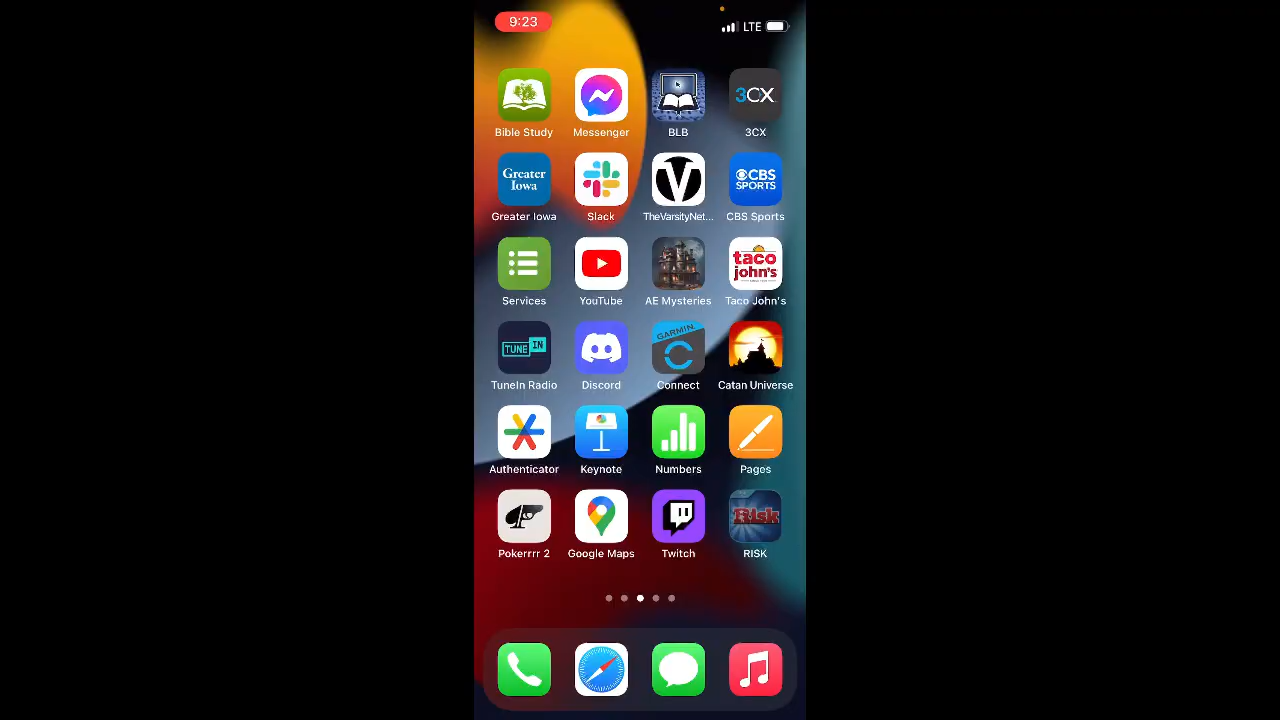 9:23
LTE
Bible Study
Messenger
BLB
3CX
3CX
Greater
Iowa
CBS
SPORTS
Greater Iowa
Slack
TheVarsityNet...
CBS Sports
taco
john's
Services
YouTube
AE Mysteries
Taco John's
TUNE IN
GARMIN
TuneIn Radio
Discord
Connect
Catan Universe
Authenticator
Keynote
Numbers
Pages
RISK
Pokerrr 2
Google Maps
Twitch
RISK